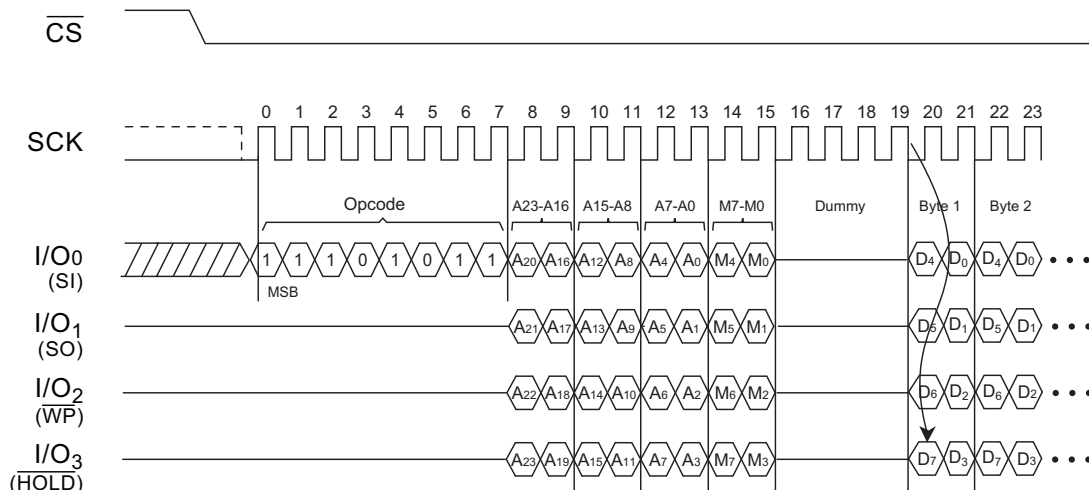 CS
0 1 2 3 4 5 6 7 8 9 10 11 12 13 14 15 16 17 18 19 20 21 22 23
SCK
Opcode A23-A16 A15-A8 A7-A0 M7-M0 Dummy Byte 1 Byte 2
I/O0 1 1 1 0 1 0 1 1 A20 A16 A12 A8 A4 A0 M4 M0 D4 D0 D4 D0 • • •
(SI)
MSB
I/O1 A21 A17 A13 A9 A5 A1 M5 M1 D5 D1 D5 D1 • • •
(SO)
I/O2 A22 A18 A14 A10 A6 A2 M6 M2 D6 D2 D6 D2 • • •
(WP)
I/O3 A23 A19 A15 A11 A7 A3 M7 M3 D7 D3 D7 D3 • • •
(HOLD)